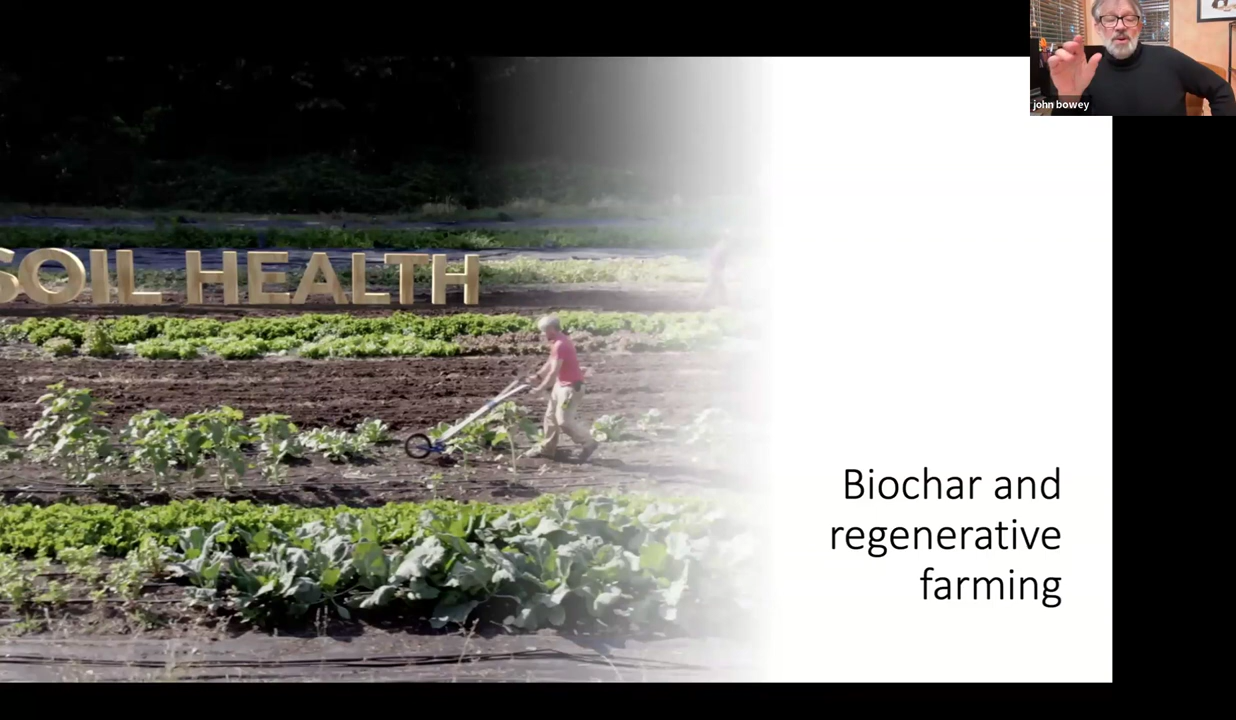 john bowey
SOIL HEALTH
Biochar and
regenerative
farming